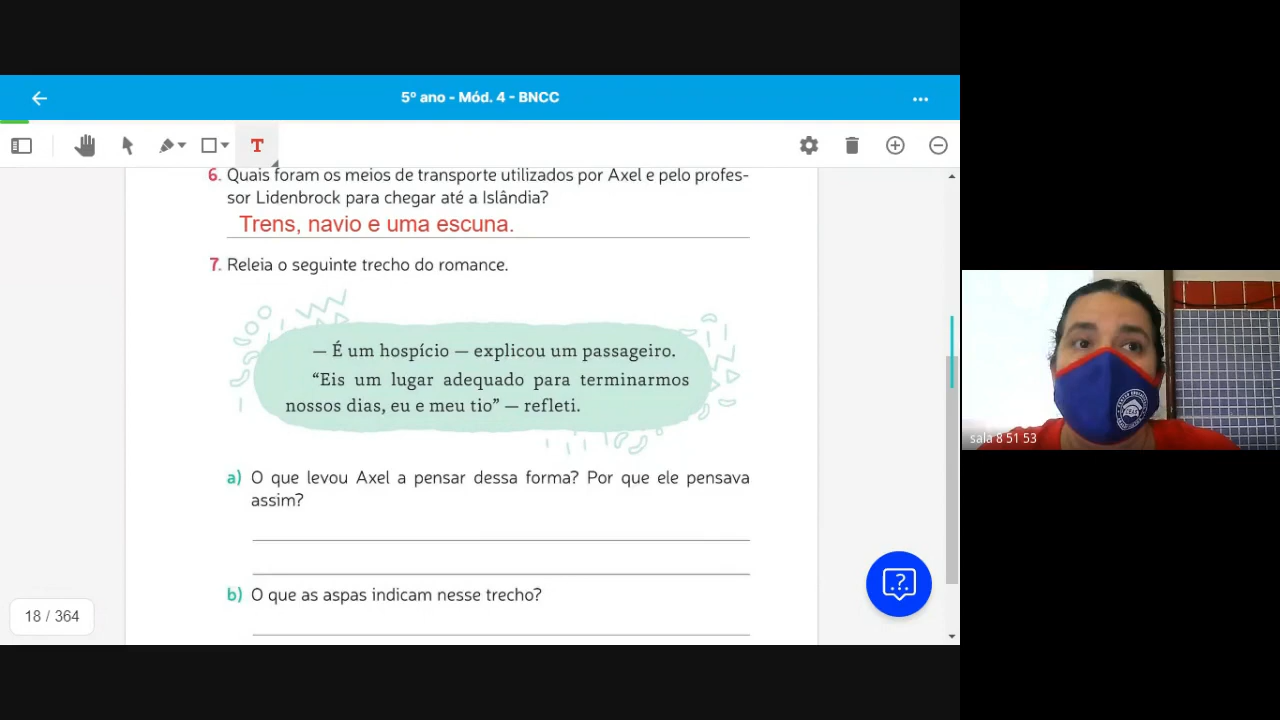 5º ano - Mód. 4 - BNCC
T
6. Quais foram os meios de transporte utilizados por Axel e pelo profes-
sor Lidenbrock para chegar até a Islândia?
Trens, navio e uma escuna.
7. Releia o seguinte trecho do romance.
— É um hospício — explicou um passageiro.
“Eis um lugar adequado para terminarmos
nossos dias, eu e meu tio” — refleti.
a) O que levou Axel a pensar dessa forma? Por que ele pensava
assim?
b) O que as aspas indicam nesse trecho?
18 / 364
sala 8 51 53